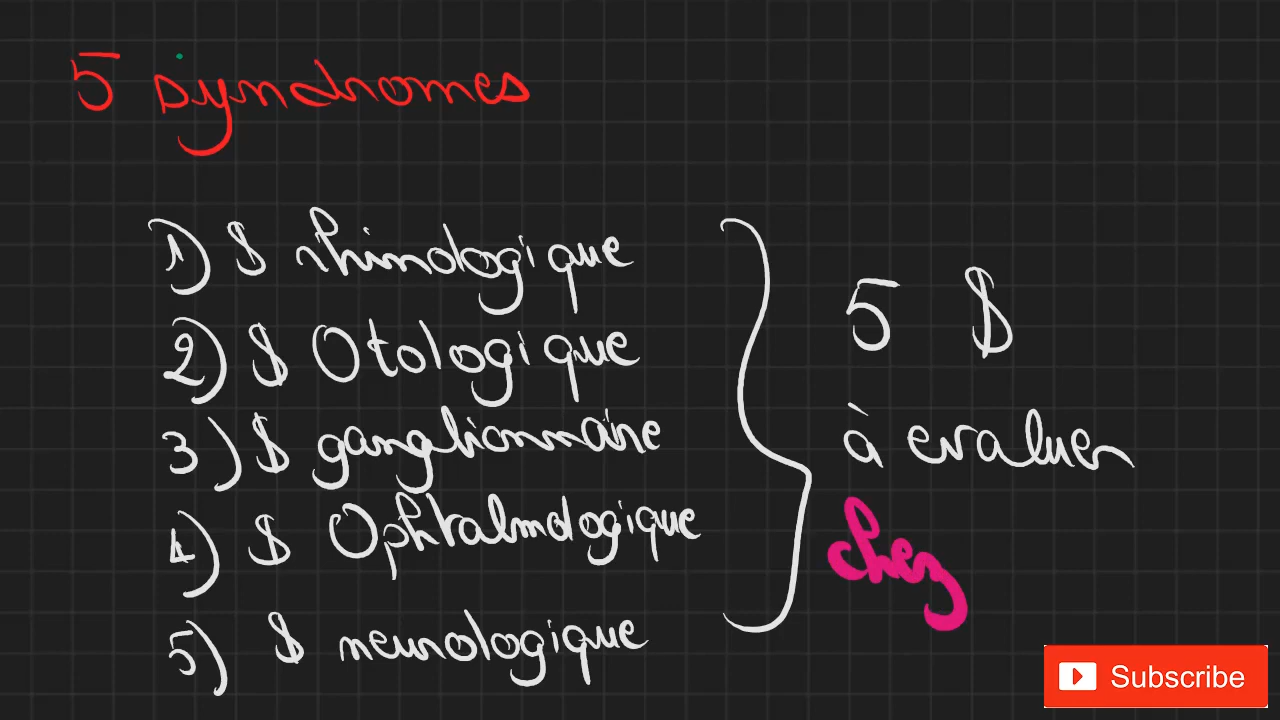 5 syndromes
1) $ rhinologique
2) $ Otologique
3) $ ganglionnaire
4) $ Ophtalmologique
5) $ neurologique
5 $
à evaluer
chez
Subscribe